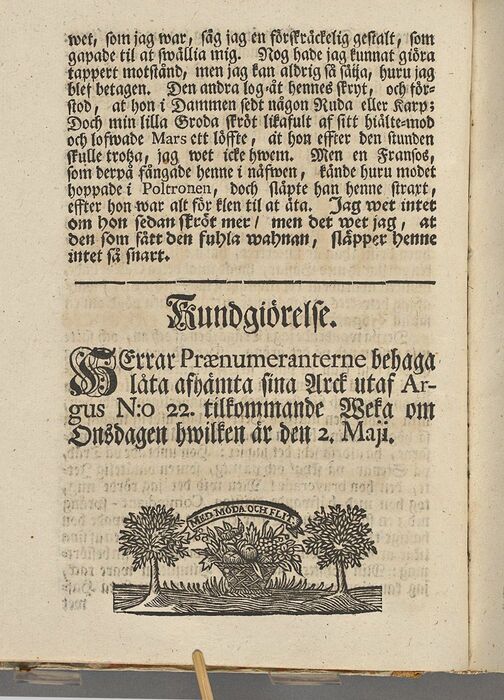 wet, som jag war, såg jag en förskräckelig gestalt, som
gapade til at swällia mig. Nog hade jag kunnat giöra
tappert motstånd, men jag kan aldrig få säija, huru jag
blef betagen. Den andra log åt hennes skryt, och för-
stod, at hon i Dammen sedt någon Ruda eller Karp;
Doch min lilla Groda skröt likafult af sitt hiälte-mod
och lofwade Mars ett löffte, at hon effter den stunden
skulle trotza, jag wet icke hwem. Men en Fransos,
som derpå fångade henne i näfwen, kände huru modet
hoppade i Poltronen, doch släpte han henne straxt,
effter hon war alt för klen til at äta. Jag wet intet
om hon sedan skröt mer / men det wet jag, at
den som fått den fuhla wahnan, släpper henne
intet så snart.
Kundgiörelse.
HErrar Prænumeranterne behaga
låta afhämta sina Arck utaf Ar-
gus N:o 22. tilkommande Weka om
Onsdagen hwilken är den 2. Maji.
MED MÖDA OCH FLIT